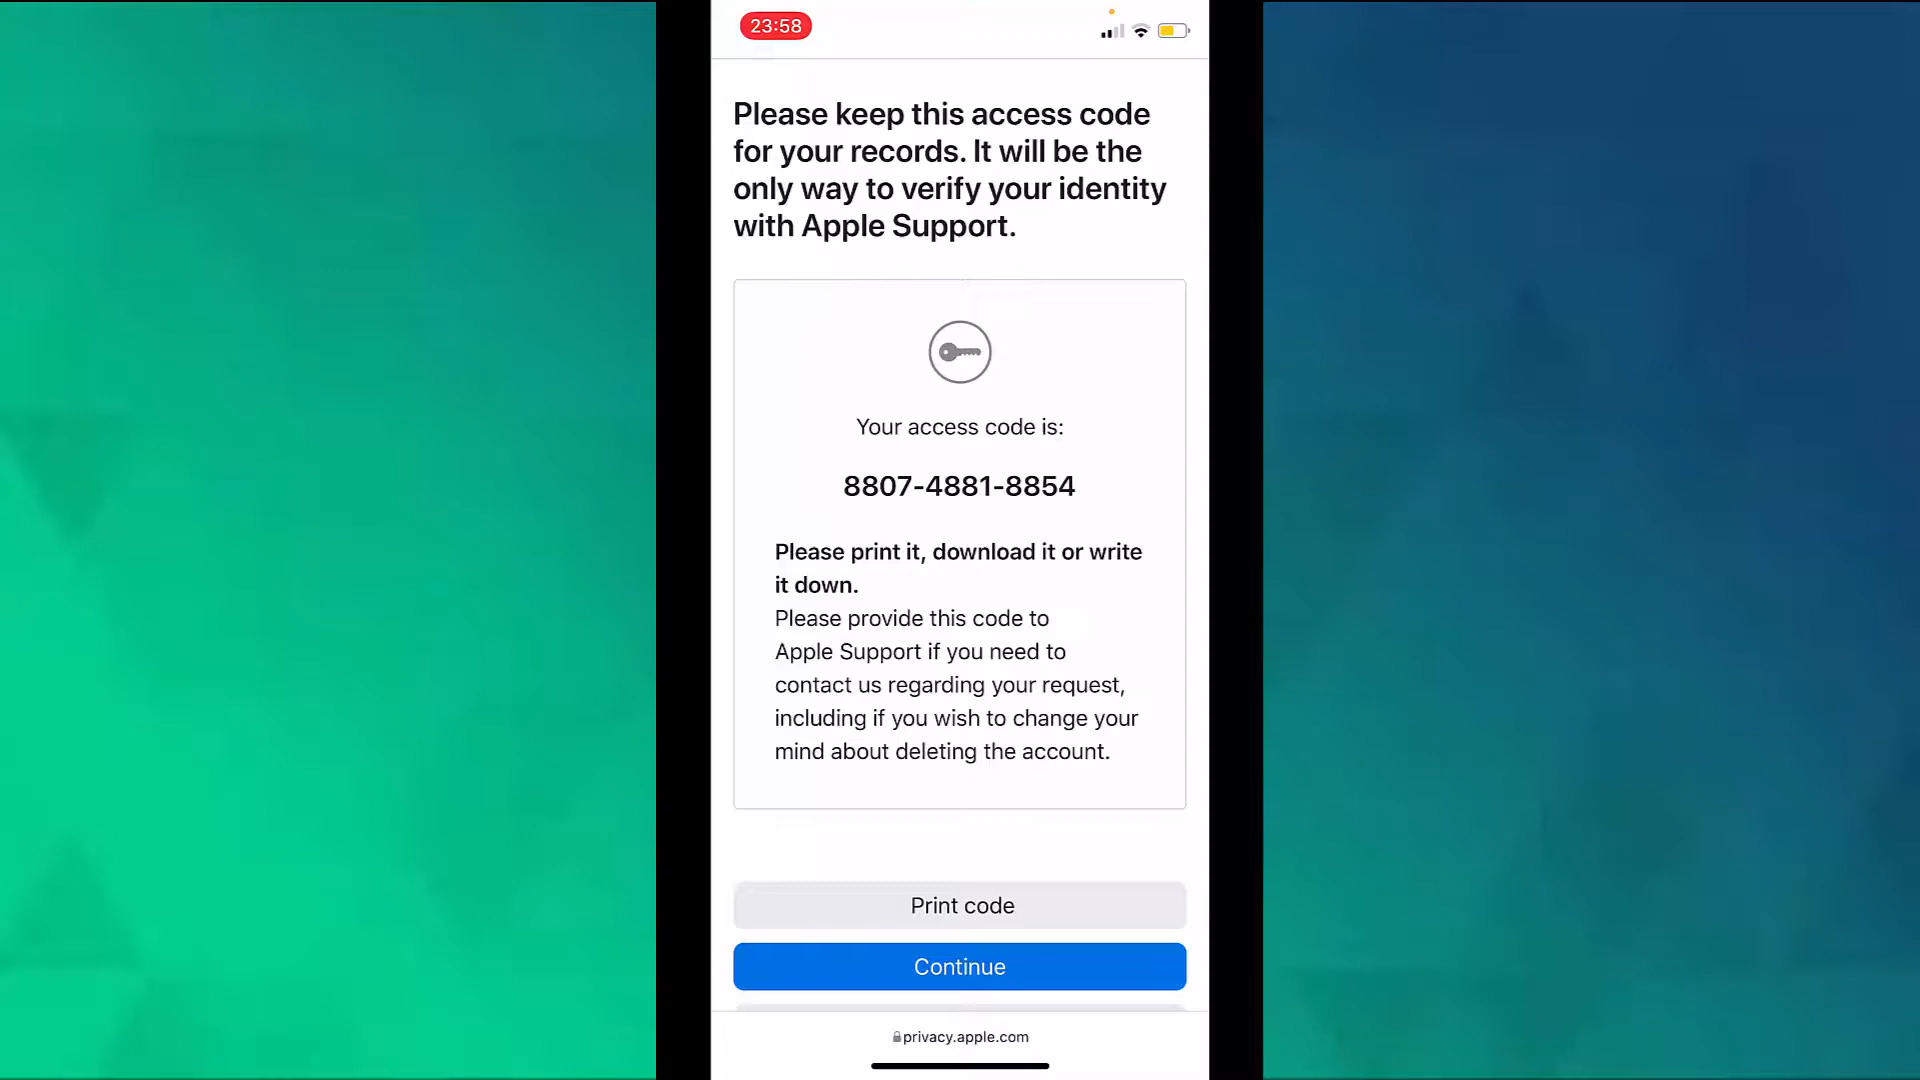 23:58
Please keep this access code
for your records. It will be the
only way to verify your identity
with Apple Support.
Your access code is:
8807-4881-8854
Please print it, download it or write
it down.
Please provide this code to
Apple Support if you need to
contact us regarding your request,
including if you wish to change your
mind about deleting the account.
Print code
Continue
privacy.apple.com